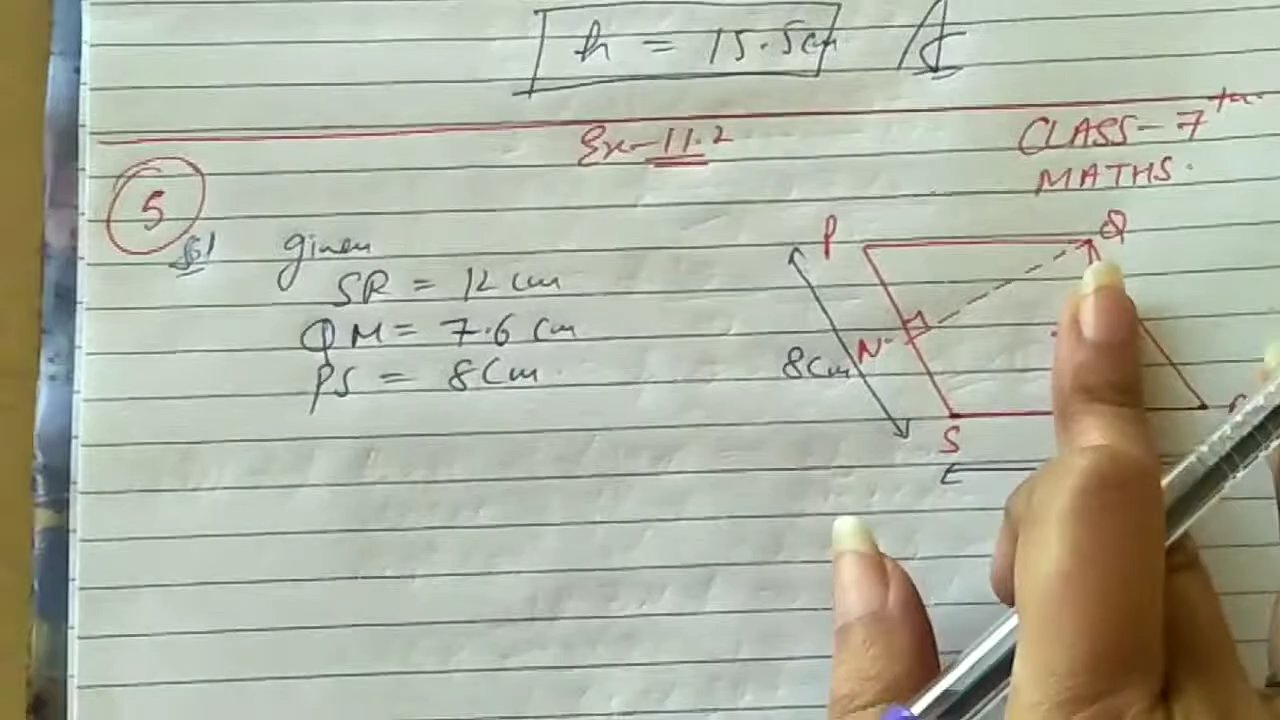 h = 15.5cm
Ex-11.2
CLASS-7th
MATHS.
5
given
SR = 12 cm
QM = 7.6 cm
PS = 8 cm
P
Q
8cm
N
S